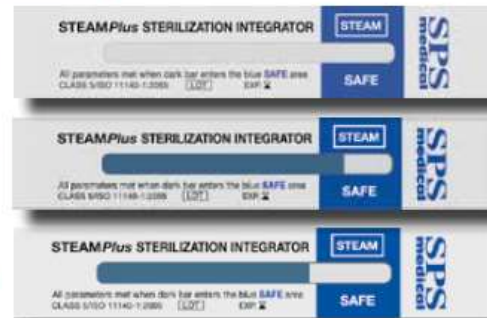 STEAMPlus STERILIZATION INTEGRATOR STEAM
All parameters met when dark bar enters the blue SAFE area
CLASS 5/ISO 11140-1:2005 LOT EXP. SAFE
SPS medical
STEAMPlus STERILIZATION INTEGRATOR STEAM
All parameters met when dark bar enters the blue SAFE area
CLASS 5/ISO 11140-1:2005 LOT EXP. SAFE
SPS medical
STEAMPlus STERILIZATION INTEGRATOR STEAM
All parameters met when dark bar enters the blue SAFE area
CLASS 5/ISO 11140-1:2005 LOT EXP. SAFE
SPS medical